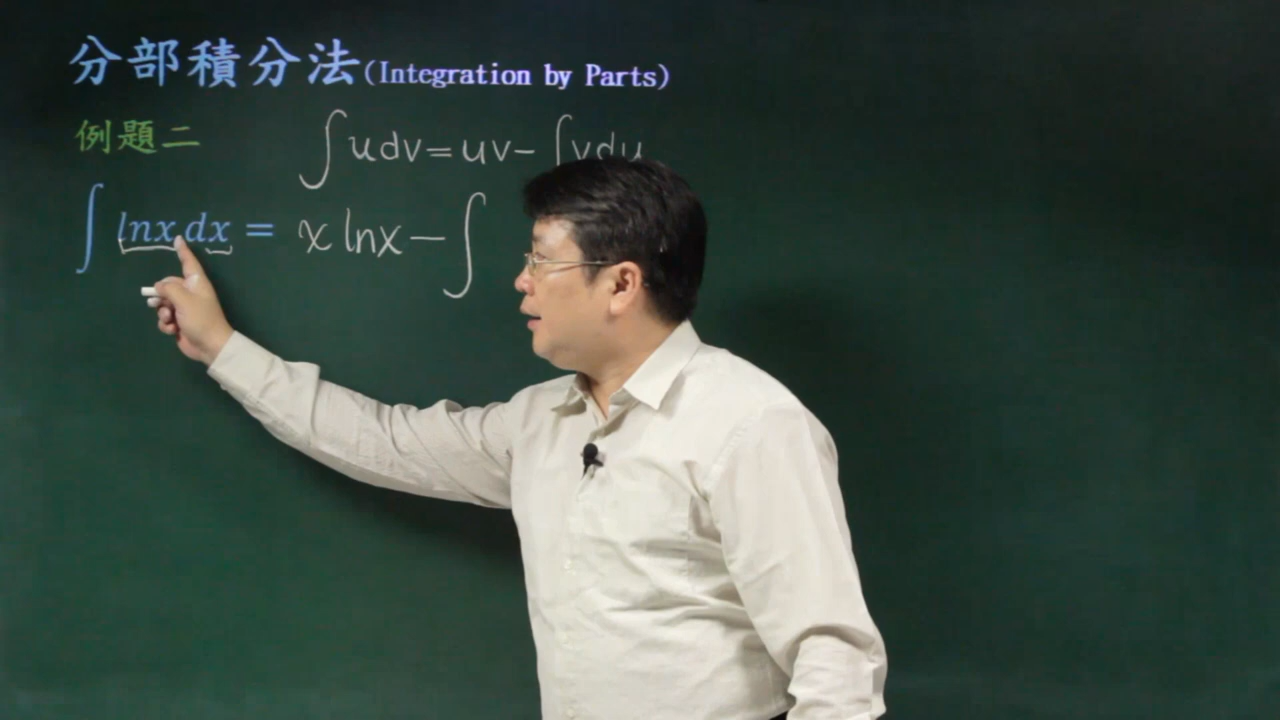 分部積分法(Integration by Parts)
例題二
∫udv=uv-∫vdu
∫lnx dx = x lnx - ∫